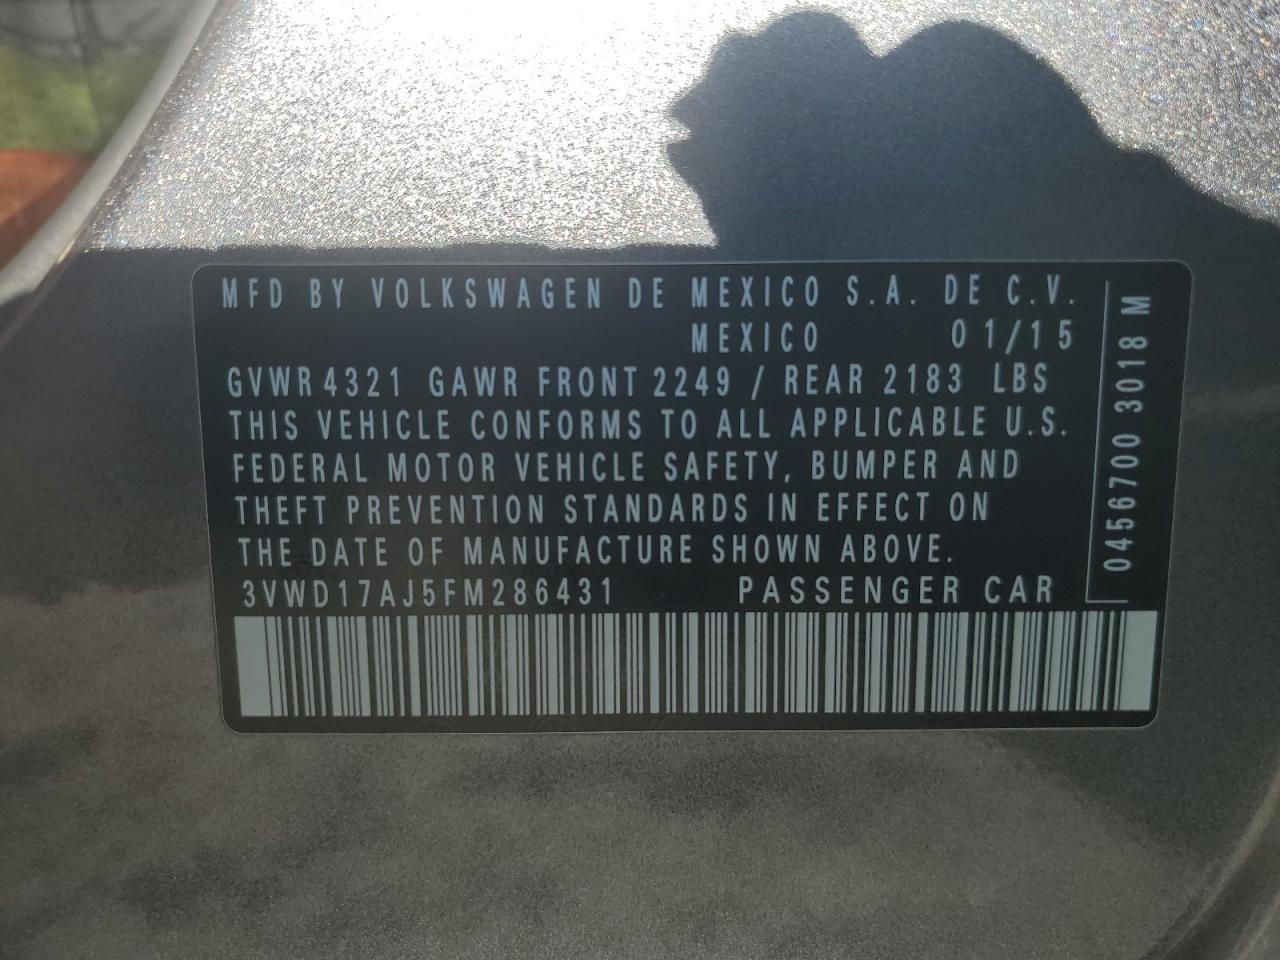 MFD BY VOLKSWAGEN DE MEXICO S.A. DE C.V.
MEXICO 01/15
GVWR 4321 GAWR FRONT 2249 / REAR 2183 LBS
THIS VEHICLE CONFORMS TO ALL APPLICABLE U.S.
FEDERAL MOTOR VEHICLE SAFETY, BUMPER AND
THEFT PREVENTION STANDARDS IN EFFECT ON
THE DATE OF MANUFACTURE SHOWN ABOVE.
3VWD17AJ5FM286431 PASSENGER CAR
0456700 3018 M